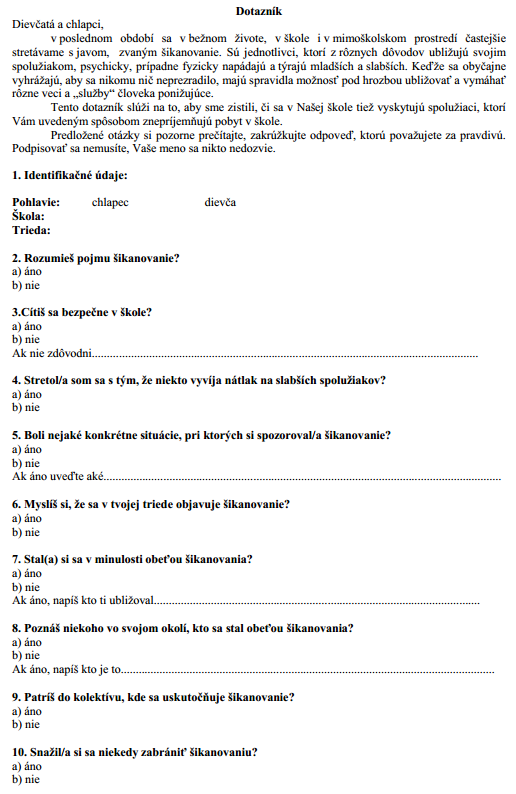 Dotazník
Dievčatá a chlapci,
v poslednom období sa v bežnom živote, v škole i v mimoškolskom prostredí častejšie
stretávame s javom, zvaným šikanovanie. Sú jednotlivci, ktorí z rôznych dôvodov ubližujú svojim
spolužiakom, psychicky, prípadne fyzicky napádajú a týrajú mladších a slabších. Keďže sa obyčajne
vyhrážajú, aby sa nikomu nič neprezradilo, majú spravidla možnosť pod hrozbou ubližovať a vymáhať
rôzne veci a „služby" človeka ponižujúce.
Tento dotazník slúži na to, aby sme zistili, či sa v Našej škole tiež vyskytujú spolužiaci, ktorí
Vám uvedeným spôsobom znepríjemňujú pobyt v škole.
Predložené otázky si pozorne prečítajte, zakrúžkujte odpoveď, ktorú považujete za pravdivú.
Podpisovať sa nemusíte, Vaše meno sa nikto nedozvie.
1. Identifikačné údaje:
Pohlavie: chlapec dievča
Škola:
Trieda:
2. Rozumieš pojmu šikanovanie?
a) áno
b) nie
3.Cítiš sa bezpečne v škole?
a) áno
b) nie
Ak nie zdôvodni.................................................................................................................................
4. Stretol/a som sa s tým, že niekto vyvíja nátlak na slabších spolužiakov?
a) áno
b) nie
5. Boli nejaké konkrétne situácie, pri ktorých si spozoroval/a šikanovanie?
a) áno
b) nie
Ak áno uveďte aké.....................................................................................................................................
6. Myslíš si, že sa v tvojej triede objavuje šikanovanie?
a) áno
b) nie
7. Stal(a) si sa v minulosti obeťou šikanovania?
a) áno
b) nie
Ak áno, napíš kto ti ubližoval.............................................................................................................
8. Poznáš niekoho vo svojom okolí, kto sa stal obeťou šikanovania?
a) áno
b) nie
Ak áno, napíš kto je to.............................................................................................................................
9. Patríš do kolektívu, kde sa uskutočňuje šikanovanie?
a) áno
b) nie
10. Snažil/a si sa niekedy zabrániť šikanovaniu?
a) áno
b) nie